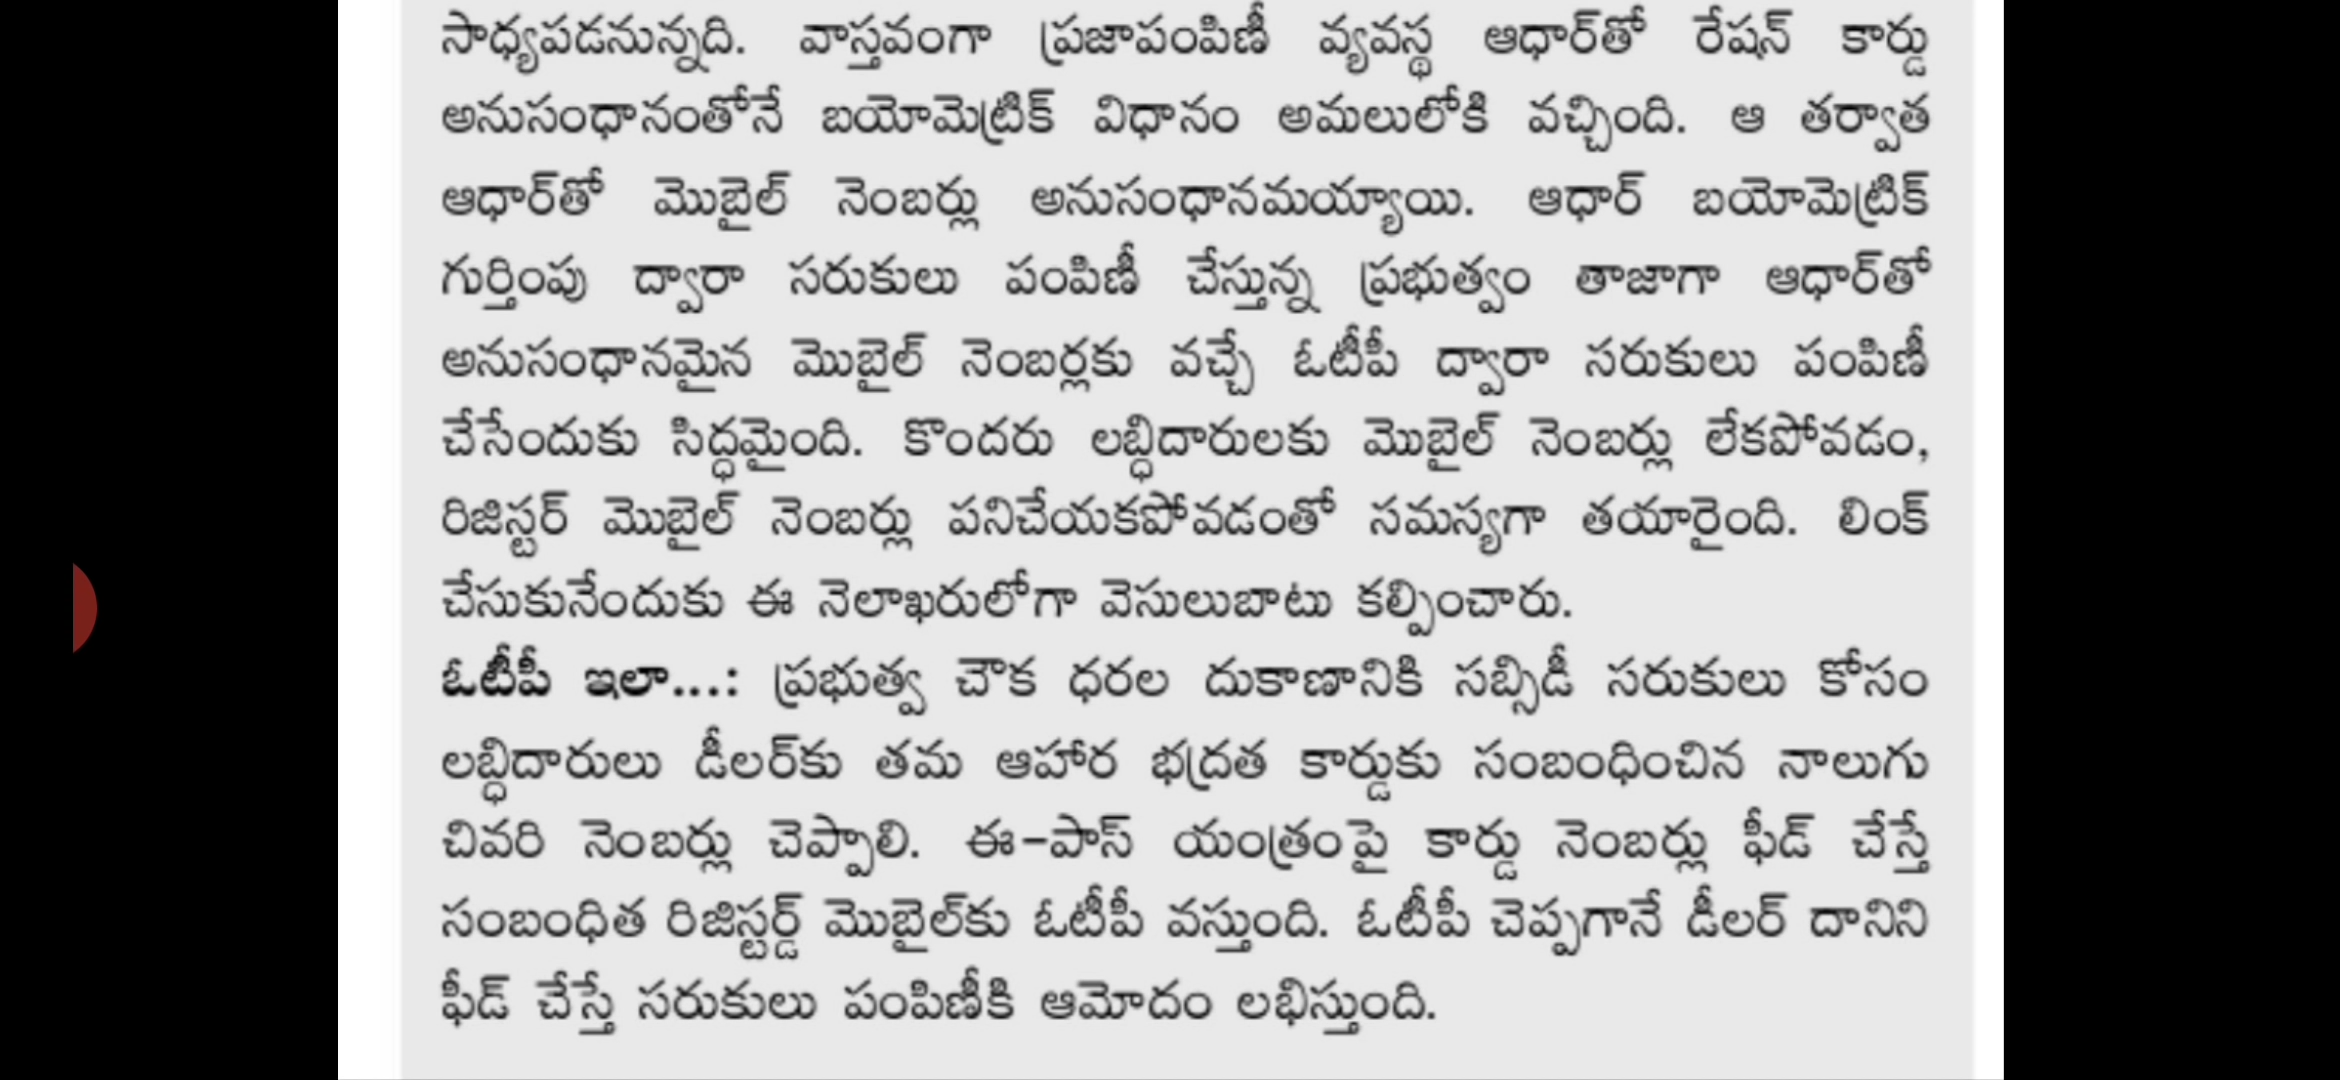 సాధ్యపడనున్నది. వాస్తవంగా ప్రజాపంపిణీ వ్యవస్థ ఆధార్‌తో రేషన్ కార్డు
అనుసంధానంతోనే బయోమెట్రిక్ విధానం అమలులోకి వచ్చింది. ఆ తర్వాత
ఆధార్‌తో మొబైల్ నెంబర్లు అనుసంధానమయ్యాయి. ఆధార్ బయోమెట్రిక్
గుర్తింపు ద్వారా సరుకులు పంపిణీ చేస్తున్న ప్రభుత్వం తాజాగా ఆధార్‌తో
అనుసంధానమైన మొబైల్ నెంబర్లకు వచ్చే ఓటీపీ ద్వారా సరుకులు పంపిణీ
చేసేందుకు సిద్ధమైంది. కొందరు లబ్ధిదారులకు మొబైల్ నెంబర్లు లేకపోవడం,
రిజిస్టర్ మొబైల్ నెంబర్లు పనిచేయకపోవడంతో సమస్యగా తయారైంది. లింక్
చేసుకునేందుకు ఈ నెలాఖరులోగా వెసులుబాటు కల్పించారు.
ఓటీపీ ఇలా...: ప్రభుత్వ చౌక ధరల దుకాణానికి సబ్సిడీ సరుకులు కోసం
లబ్ధిదారులు డీలర్‌కు తమ ఆహార భద్రత కార్డుకు సంబంధించిన నాలుగు
చివరి నెంబర్లు చెప్పాలి. ఈ-పాస్ యంత్రంపై కార్డు నెంబర్లు ఫీడ్ చేస్తే
సంబంధిత రిజిస్టర్డ్ మొబైల్‌కు ఓటీపీ వస్తుంది. ఓటీపీ చెప్పగానే డీలర్ దానిని
ఫీడ్ చేస్తే సరుకులు పంపిణీకి ఆమోదం లభిస్తుంది.